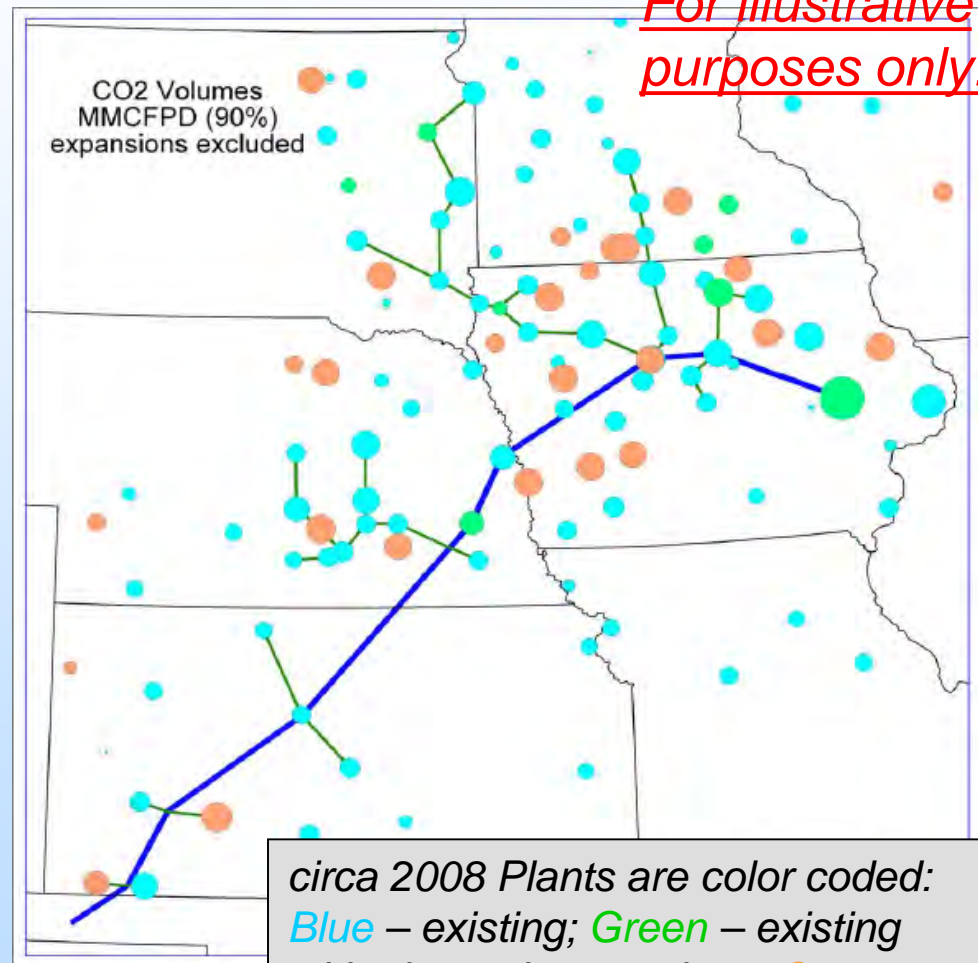 For illustrative
purposes only.
CO2 Volumes
MMCFPD (90%)
expansions excluded
circa 2008 Plants are color coded:
Blue – existing; Green – existing